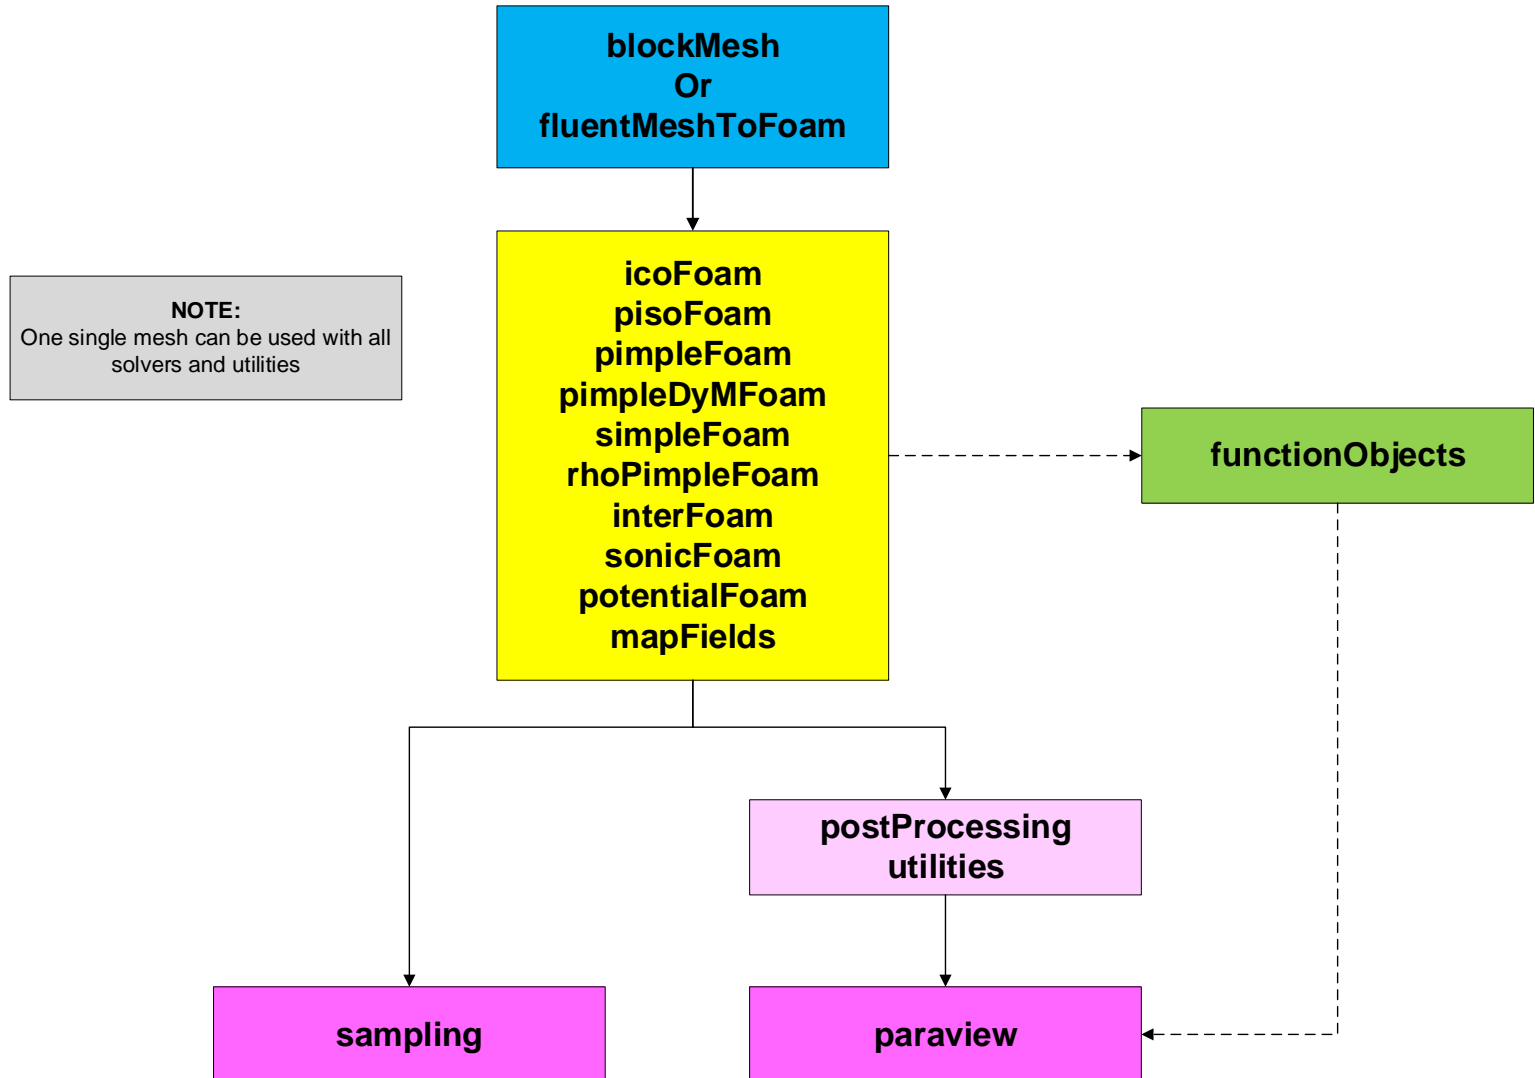 blockMesh
Or
fluentMeshToFoam
NOTE:
One single mesh can be used with all
solvers and utilities
icoFoam
pisoFoam
pimpleFoam
pimpleDyMFoam
simpleFoam
rhoPimpleFoam
interFoam
sonicFoam
potentialFoam
mapFields
functionObjects
postProcessing
utilities
sampling
paraview